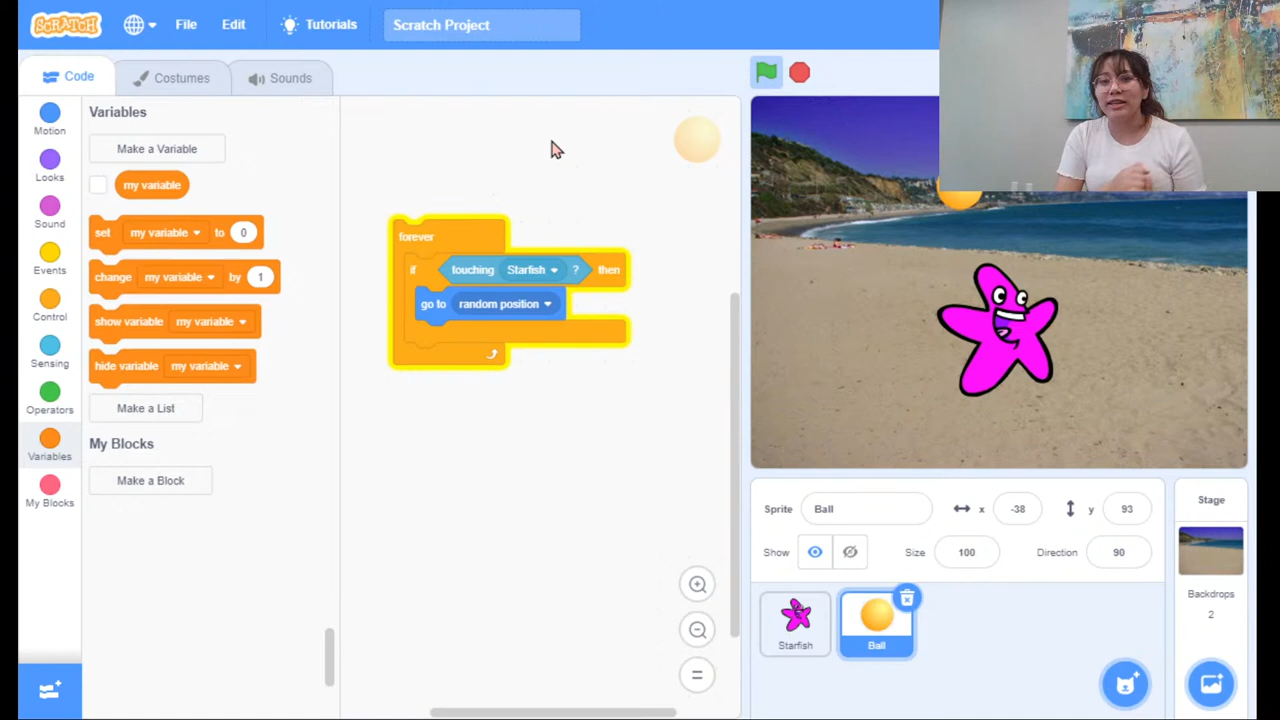 SCRATCH
File
Edit
Tutorials
Scratch Project
Code
Costumes
Sounds
Motion
Looks
Sound
Events
Control
Sensing
Operators
Variables
My Blocks
Variables
Make a Variable
my variable
set my variable to 0
change my variable by 1
show variable my variable
hide variable my variable
Make a List
My Blocks
Make a Block
forever
if touching Starfish ? then
go to random position
Sprite Ball x -38 y 93
Show Size 100 Direction 90
Starfish
Ball
Stage
Backdrops
2